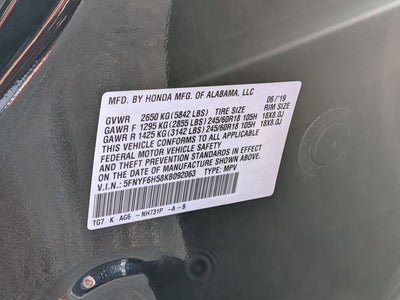 MFD. BY HONDA MFG. OF ALABAMA, LLC 06/'19
GVWR 2650 KG (5842 LBS) TIRE SIZE RIM SIZE
GAWR F 1295 KG (2855 LBS) 245/60R18 105H 18X8.0J
GAWR R 1425 KG (3142 LBS) 245/60R18 105H 18X8.0J
THIS VEHICLE CONFORMS TO ALL APPLICABLE
FEDERAL MOTOR VEHICLE SAFETY AND
THEFT PREVENTION STANDARDS IN EFFECT
ON THE DATE OF MANUFACTURE SHOWN ABOVE.
V.I.N.: 5FNYF6H58KB092063 TYPE: MPV
TG7 K AG6 - NH731P -A - B